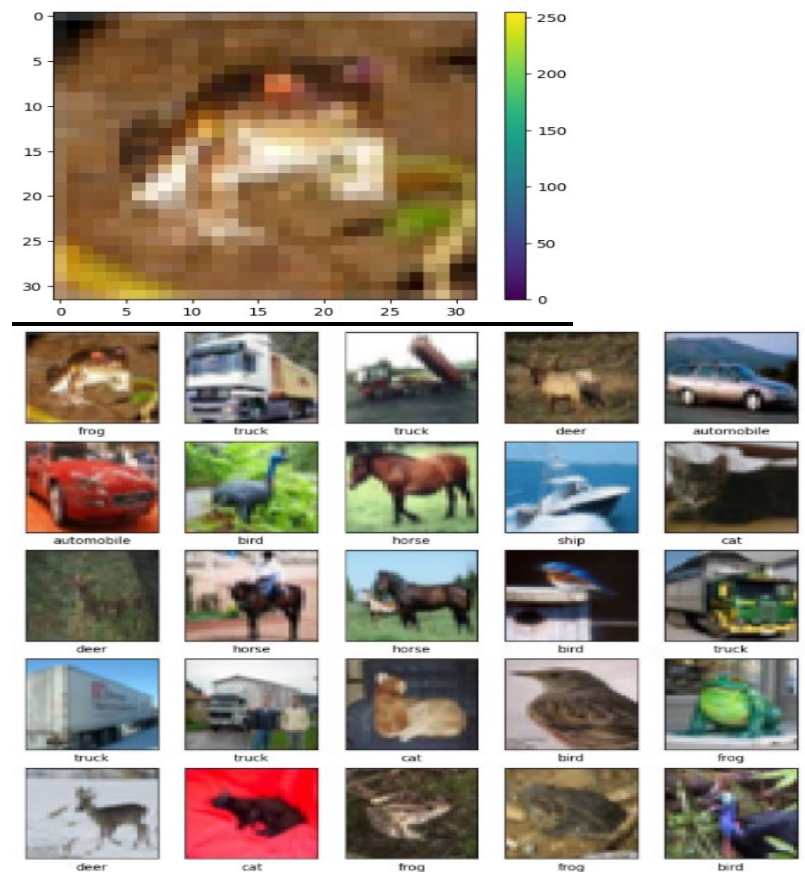 0
5
10
15
20
25
30
0 5 10 15 20 25 30
250
200
150
100
50
0
frog truck truck deer automobile
automobile bird horse ship cat
deer horse horse bird truck
truck truck cat bird frog
deer cat frog frog bird